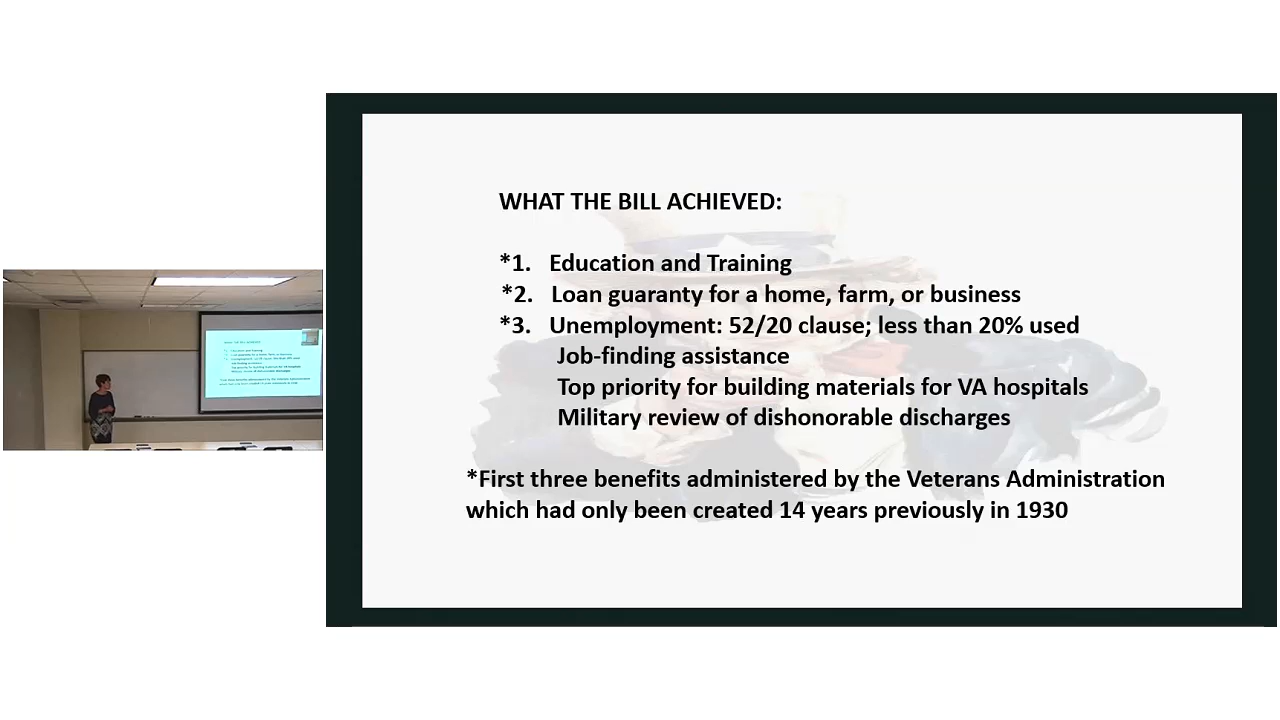 WHAT THE BILL ACHIEVED:
*1. Education and Training
*2. Loan guaranty for a home, farm, or business
*3. Unemployment: 52/20 clause; less than 20% used
Job-finding assistance
Top priority for building materials for VA hospitals
Military review of dishonorable discharges
*First three benefits administered by the Veterans Administration
which had only been created 14 years previously in 1930